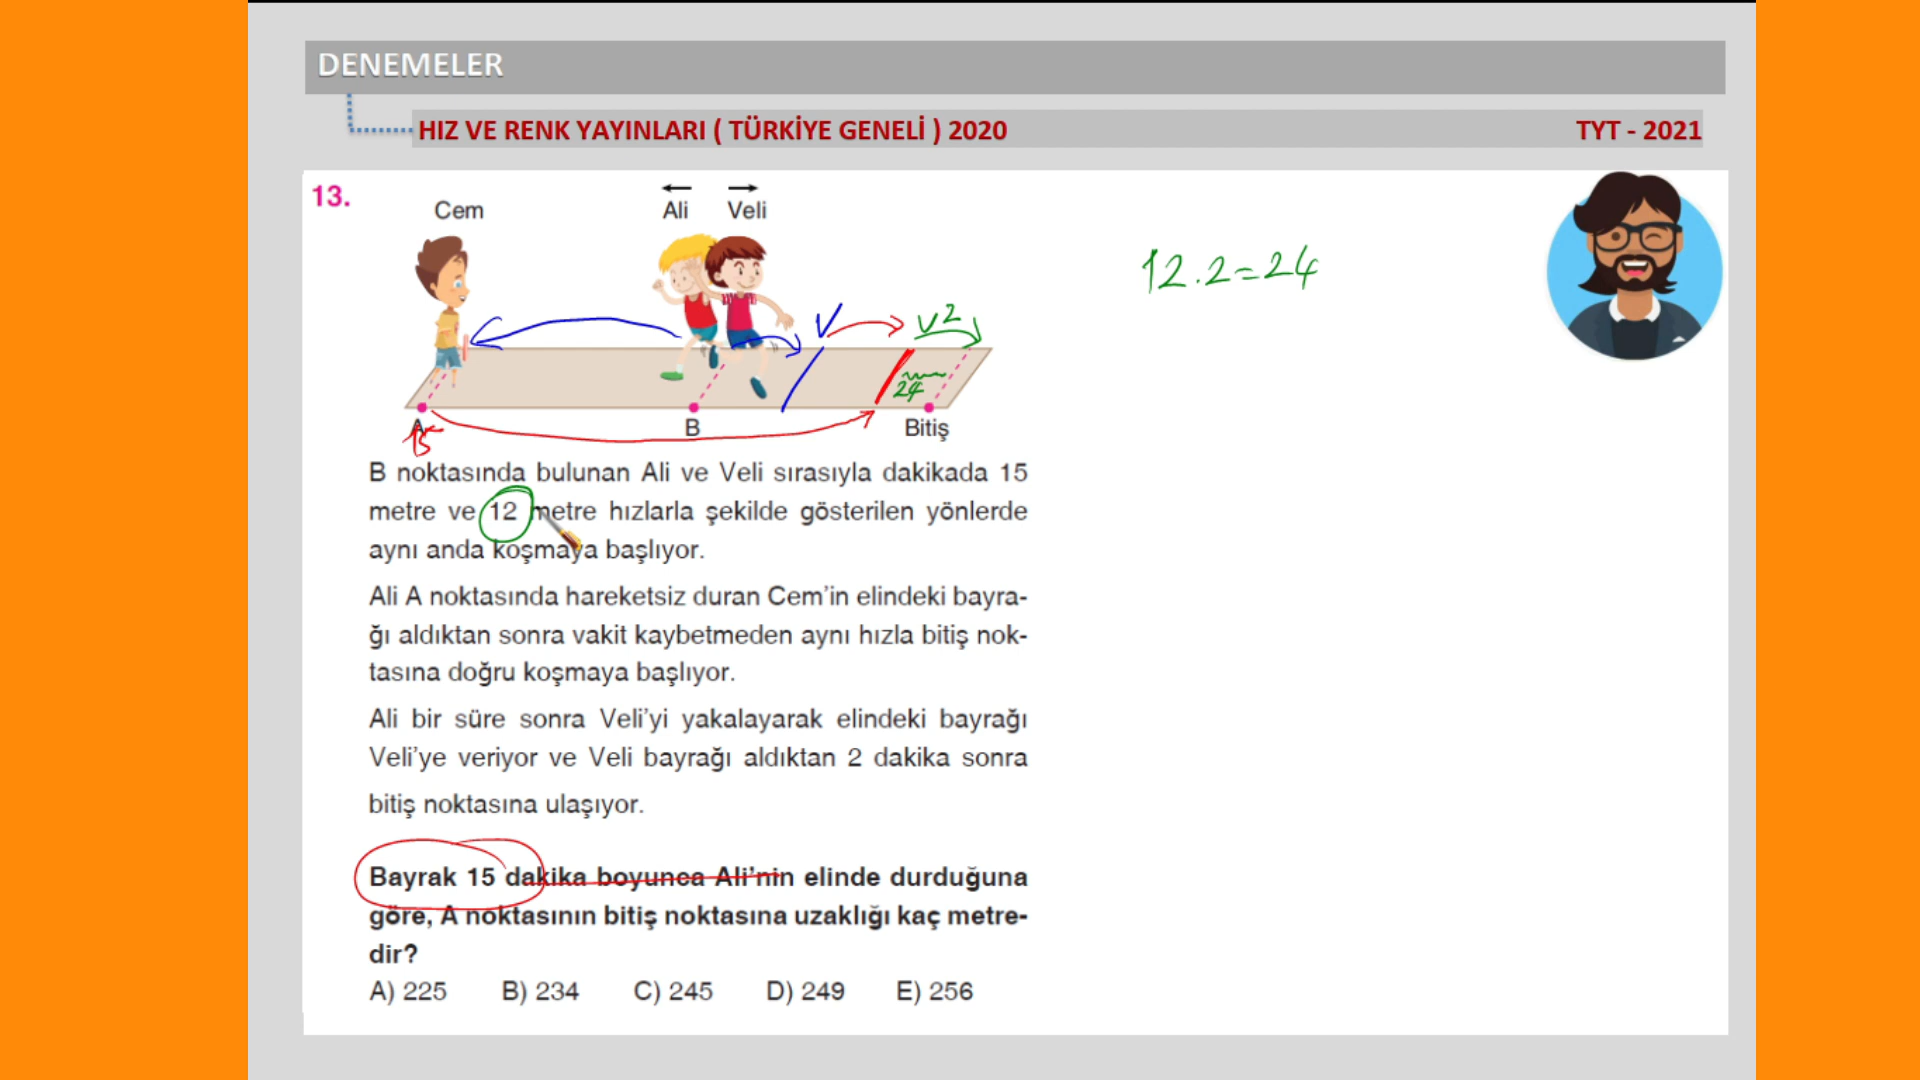 DENEMELER
HIZ VE RENK YAYINLARI ( TÜRKİYE GENELİ ) 2020 TYT - 2021
13.
Cem Ali Veli
12.2=24
V V 2
24
A B Bitiş
15
B noktasında bulunan Ali ve Veli sırasıyla dakikada 15
metre ve 12 metre hızlarla şekilde gösterilen yönlerde
aynı anda koşmaya başlıyor.
Ali A noktasında hareketsiz duran Cem'in elindeki bayra-
ğı aldıktan sonra vakit kaybetmeden aynı hızla bitiş nok-
tasına doğru koşmaya başlıyor.
Ali bir süre sonra Veli'yi yakalayarak elindeki bayrağı
Veli'ye veriyor ve Veli bayrağı aldıktan 2 dakika sonra
bitiş noktasına ulaşıyor.
Bayrak 15 dakika boyunca Ali'nin elinde durduğuna
göre, A noktasının bitiş noktasına uzaklığı kaç metre-
dir?
A) 225 B) 234 C) 245 D) 249 E) 256